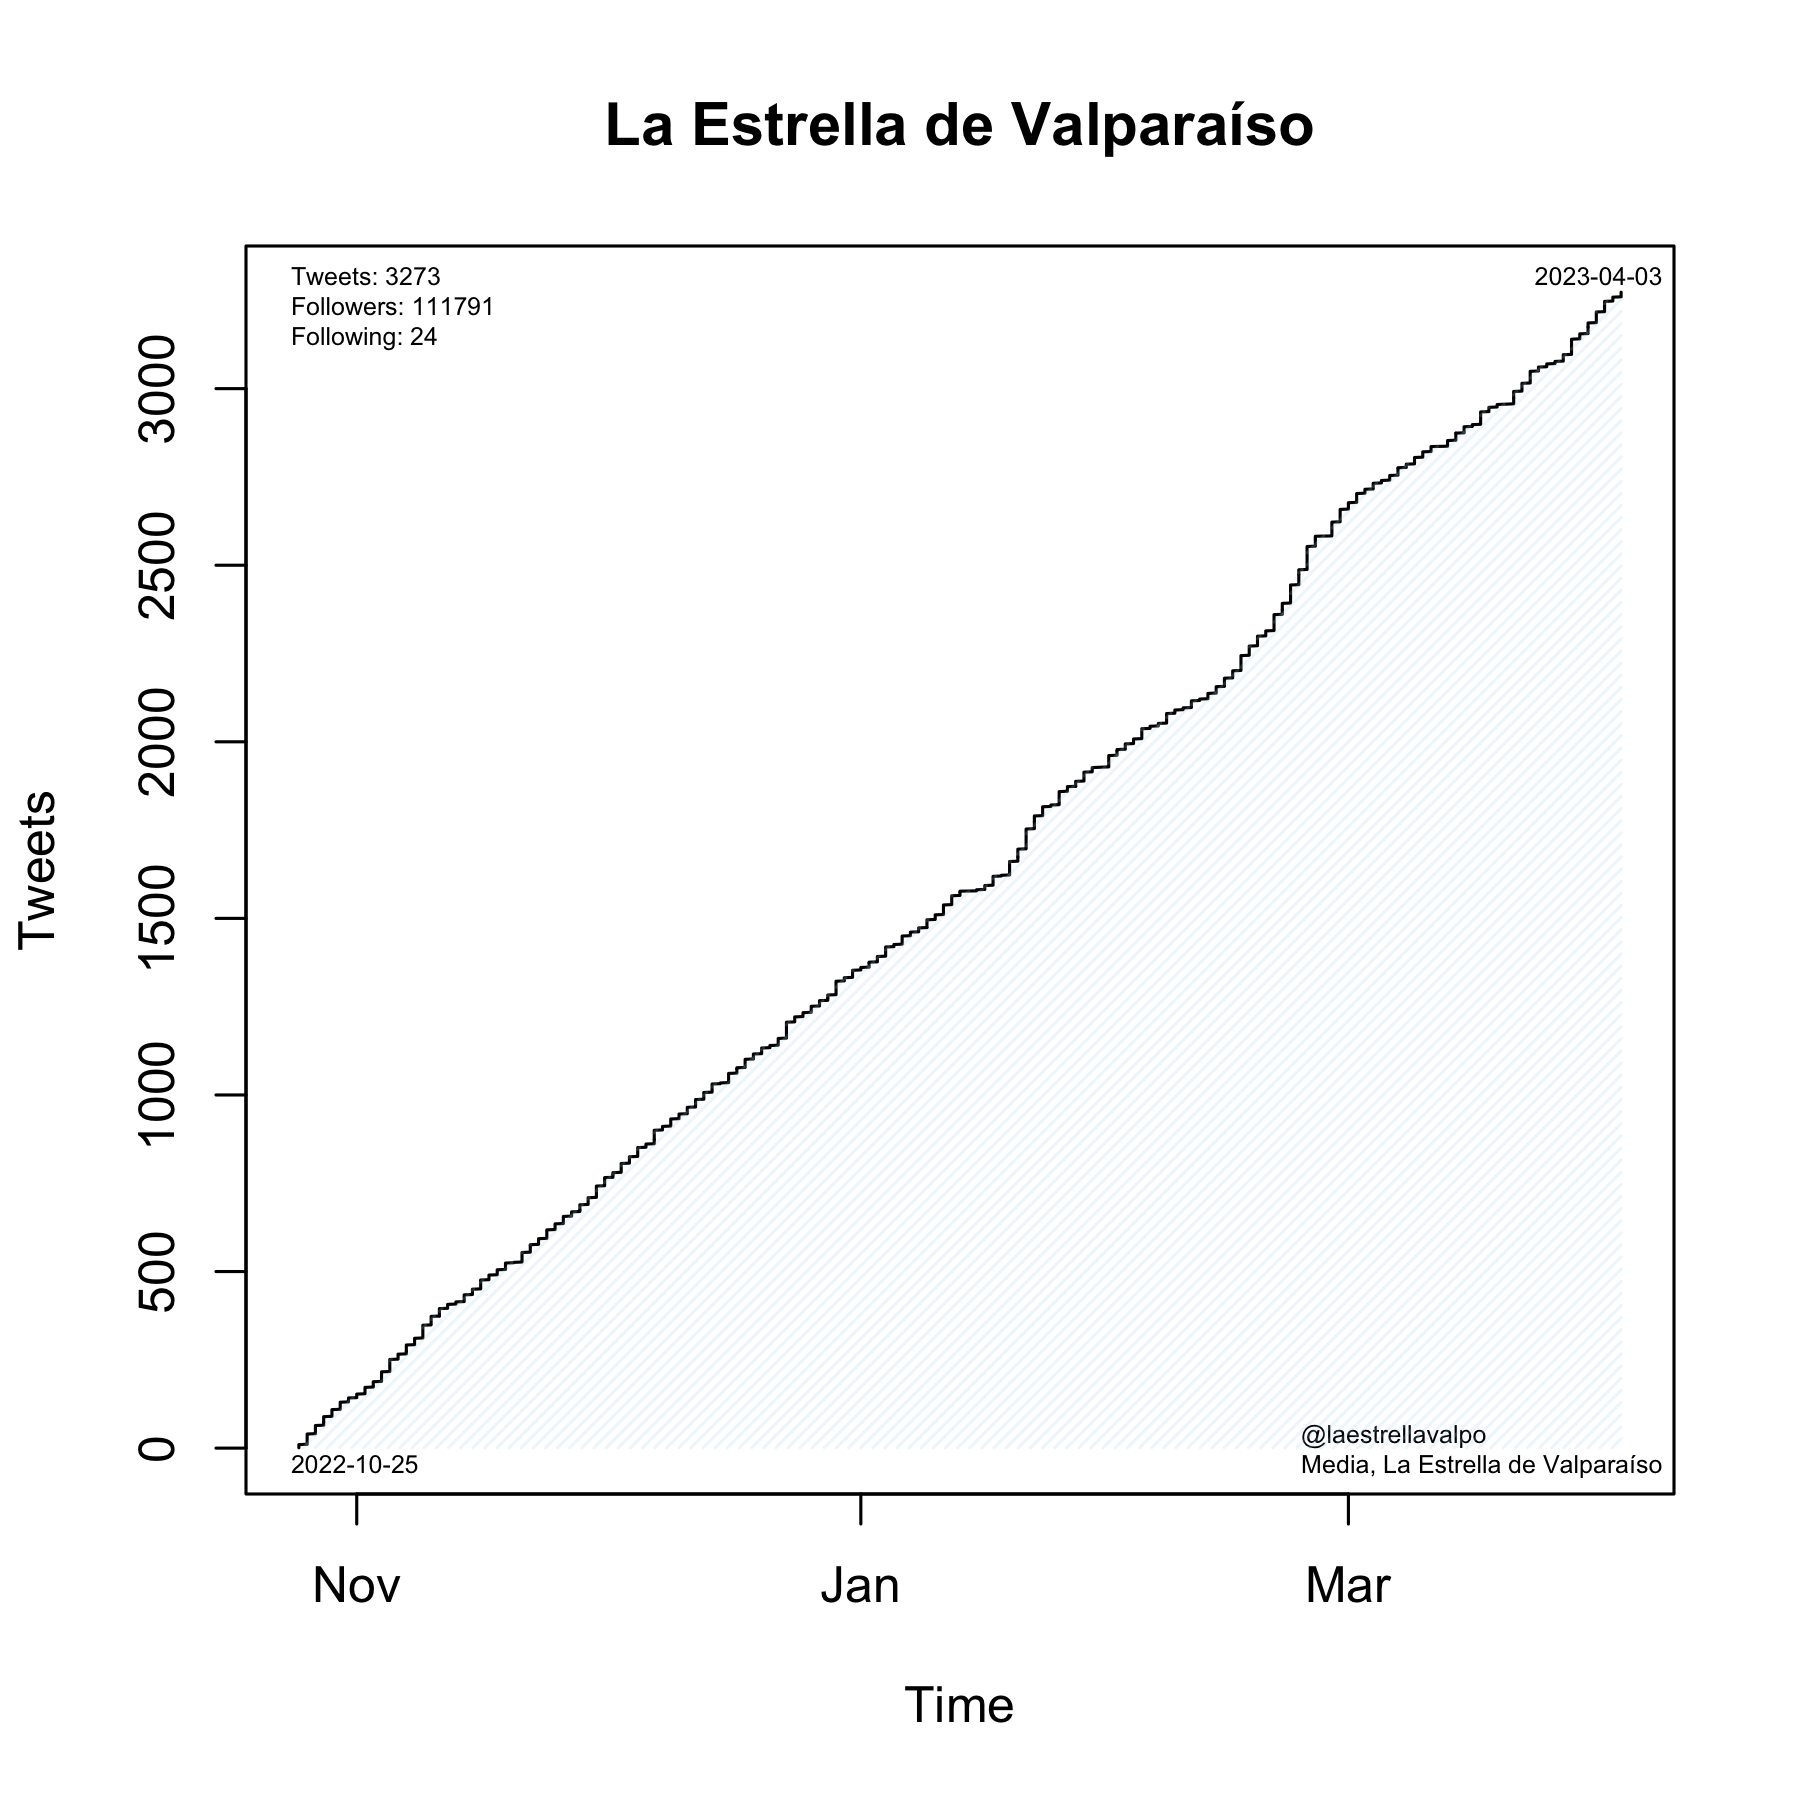 La Estrella de Valparaíso
Tweets: 3273
Followers: 111791
Following: 24
2023-04-03
3000
2500
2000
1500
1000
500
0
Tweets
@laestrellavalpo
Media, La Estrella de Valparaíso
2022-10-25
Nov
Jan
Mar
Time